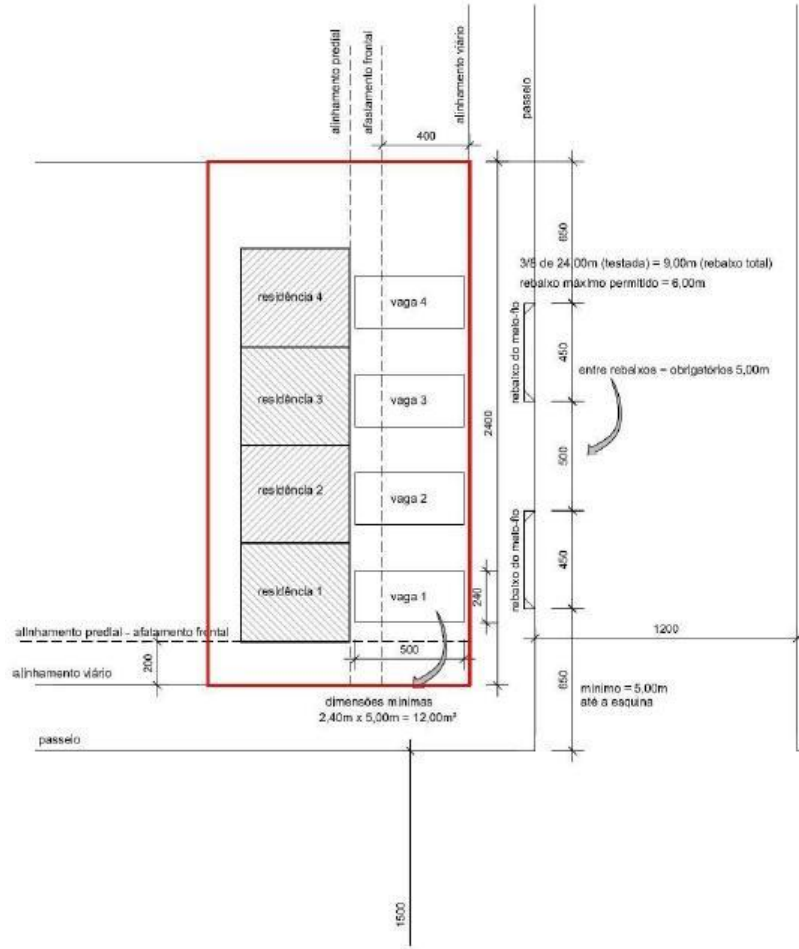 alinhamento predial
afastamento frontal
alinhamento viário
passeio
400
650
3/8 de 24,00m (testada) = 9,00m (rebaixo total)
rebaixo máximo permitido = 6,00m
residência 4
vaga 4
rebaixo do meio-fio
450
entre rebaixos = obrigatórios 5,00m
residência 3
vaga 3
2400
500
residência 2
vaga 2
rebaixo do meio-fio
450
residência 1
vaga 1
240
alinhamento predial - afatamento frontal
1200
200
500
alinhamento viário
650
mínimo = 5,00m
até a esquina
dimensões mínimas
2,40m x 5,00m = 12,00m²
passeio
1500